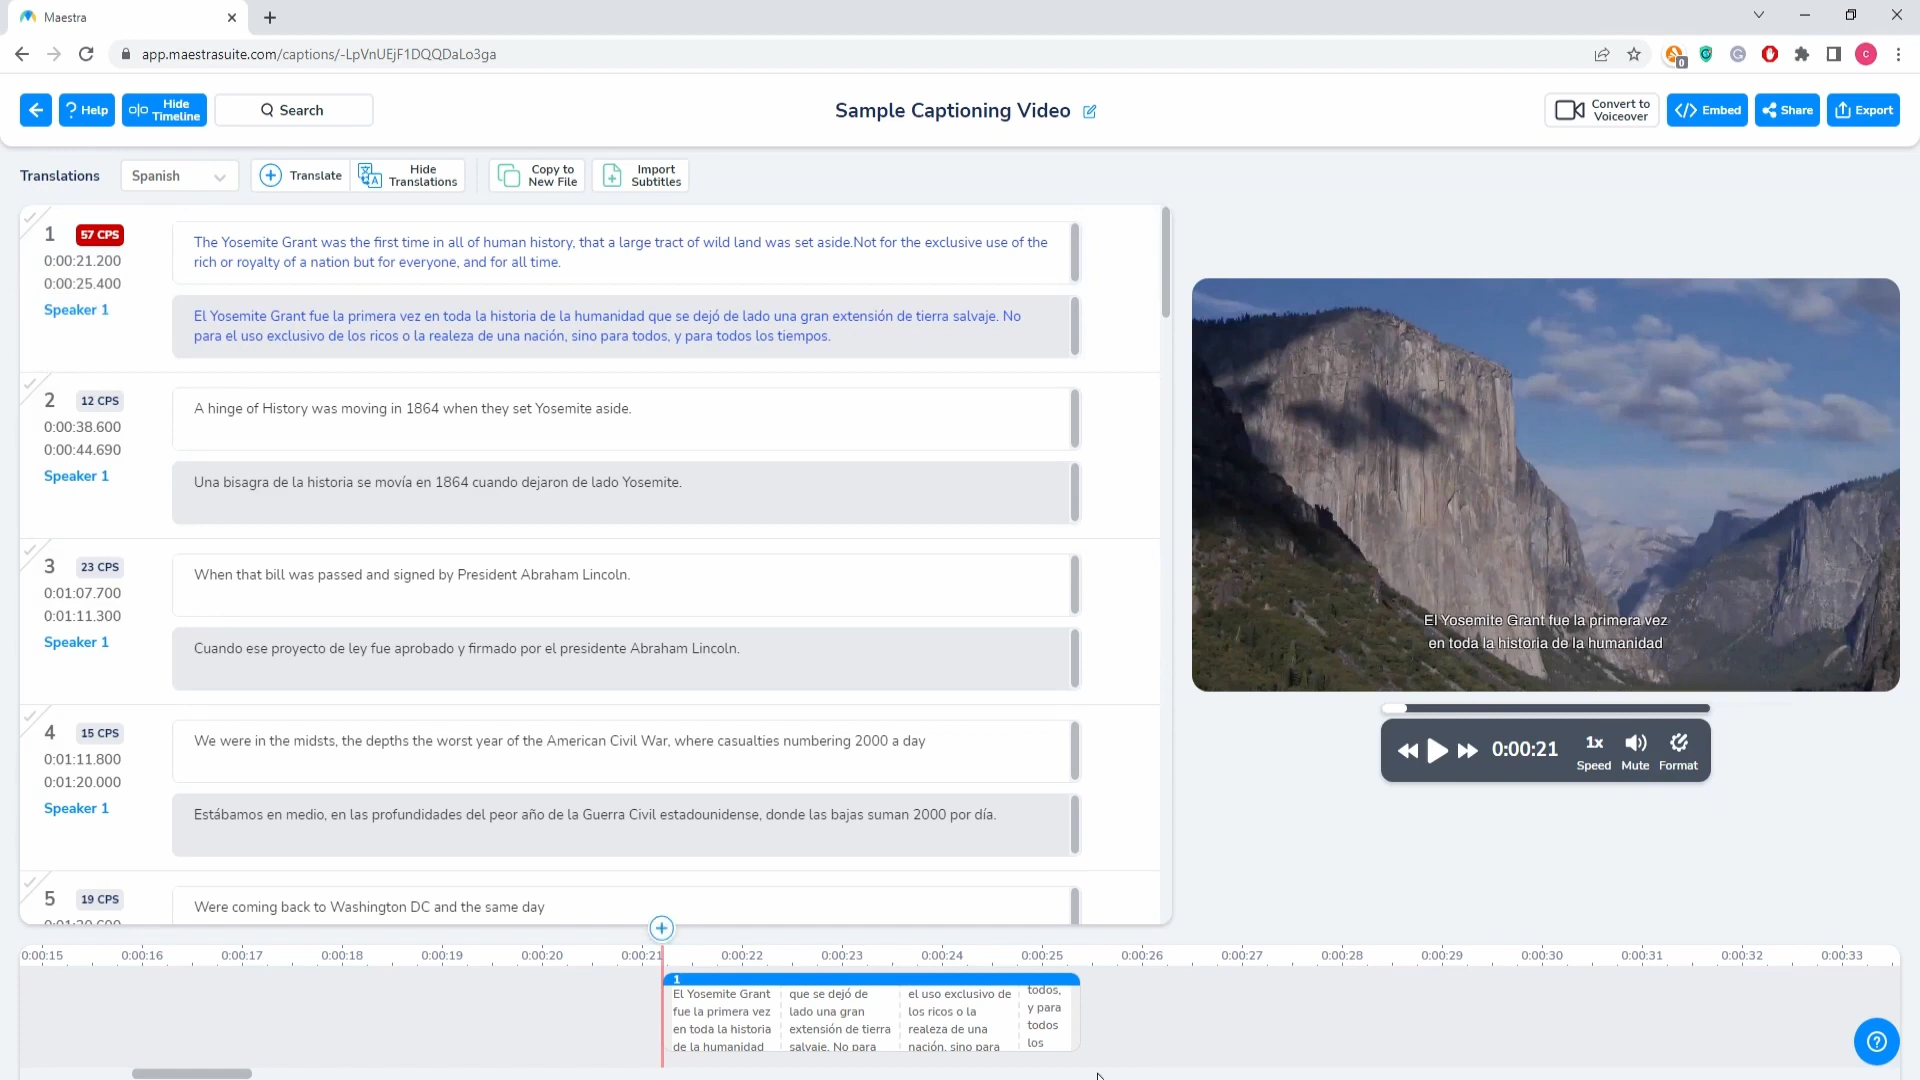 Maestra
app.maestrasuite.com/captions/-LpVnUEjF1DQQDaLo3ga
0
C
Help
Hide
Timeline
Search
Sample Captioning Video
Convert to
Voiceover
Embed
Share
Export
Translations
Spanish
Translate
Hide
Translations
Copy to
New File
Import
Subtitles
1
57 CPS
0:00:21.200
0:00:25.400
Speaker 1
The Yosemite Grant was the first time in all of human history, that a large tract of wild land was set aside.Not for the exclusive use of the
rich or royalty of a nation but for everyone, and for all time.
El Yosemite Grant fue la primera vez en toda la historia de la humanidad que se dejó de lado una gran extensión de tierra salvaje. No
para el uso exclusivo de los ricos o la realeza de una nación, sino para todos, y para todos los tiempos.
2
12 CPS
0:00:38.600
0:00:44.690
Speaker 1
A hinge of History was moving in 1864 when they set Yosemite aside.
Una bisagra de la historia se movía en 1864 cuando dejaron de lado Yosemite.
3
23 CPS
0:01:07.700
0:01:11.300
Speaker 1
When that bill was passed and signed by President Abraham Lincoln.
Cuando ese proyecto de ley fue aprobado y firmado por el presidente Abraham Lincoln.
4
15 CPS
0:01:11.800
0:01:20.000
Speaker 1
We were in the midsts, the depths the worst year of the American Civil War, where casualties numbering 2000 a day
Estábamos en medio, en las profundidades del peor año de la Guerra Civil estadounidense, donde las bajas suman 2000 por día.
5
19 CPS
0:01:20.600
Were coming back to Washington DC and the same day
El Yosemite Grant fue la primera vez
en toda la historia de la humanidad
0:00:21
1x
Speed
Mute
Format
0:00:15 0:00:16 0:00:17 0:00:18 0:00:19 0:00:20 0:00:21 0:00:22 0:00:23 0:00:24 0:00:25 0:00:26 0:00:27 0:00:28 0:00:29 0:00:30 0:00:31 0:00:32 0:00:33
1
El Yosemite Grant
fue la primera vez
en toda la historia
de la humanidad
que se dejó de
lado una gran
extensión de tierra
salvaje. No para
el uso exclusivo de
los ricos o la
realeza de una
nación, sino para
todos,
y para
todos
los